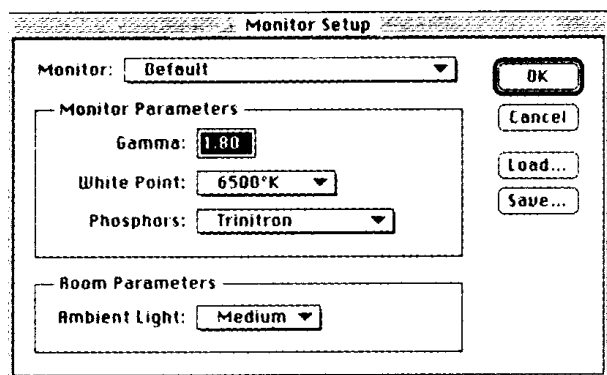 Monitor Setup
Monitor: Default
OK
Monitor Parameters
Cancel
Gamma: 1.80
Load...
White Point: 6500°K
Save...
Phosphors: Trinitron
Room Parameters
Ambient Light: Medium